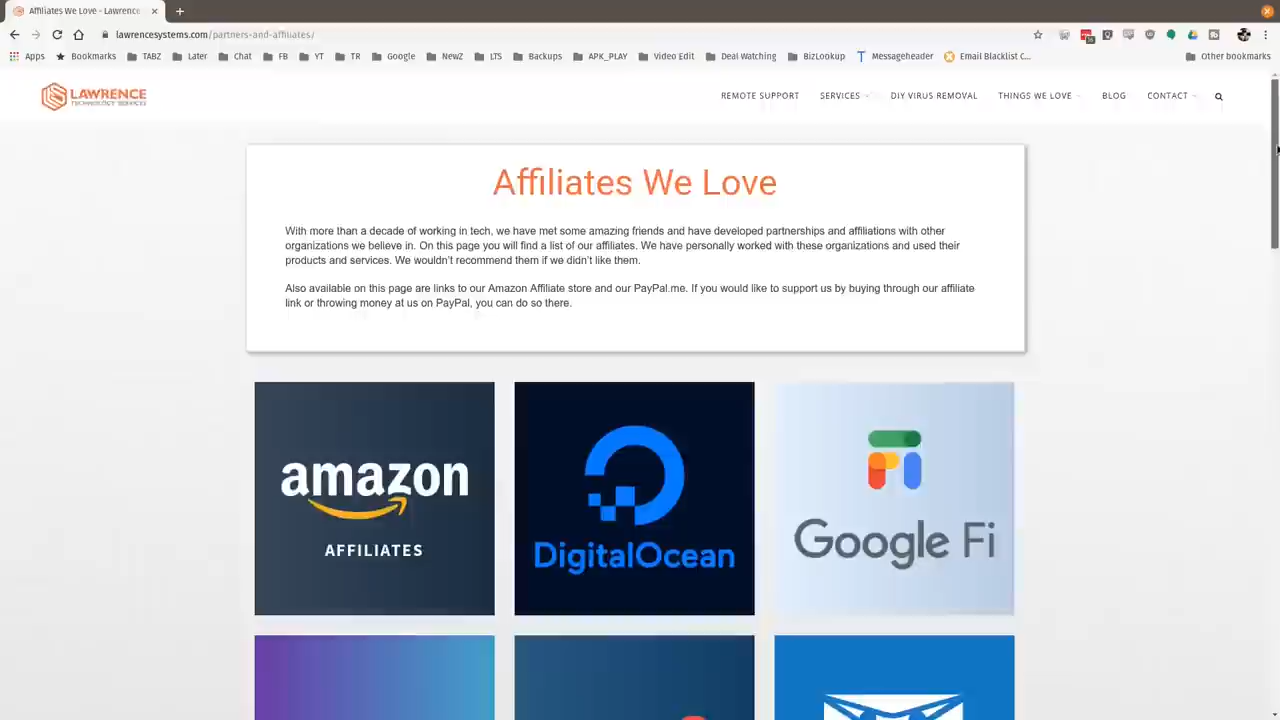 Affiliates We Love - Lawrence
lawrencesystems.com/partners-and-affiliates/
Apps Bookmarks TABZ Later Chat FB YT TR Google NewZ LTS Backups APK_PLAY Video Edit Deal Watching BizLookup Messageheader Email Blacklist C... Other bookmarks
LAWRENCE
TECHNOLOGY SERVICES
REMOTE SUPPORT SERVICES DIY VIRUS REMOVAL THINGS WE LOVE BLOG CONTACT
Affiliates We Love
With more than a decade of working in tech, we have met some amazing friends and have developed partnerships and affiliations with other
organizations we believe in. On this page you will find a list of our affiliates. We have personally worked with these organizations and used their
products and services. We wouldn't recommend them if we didn't like them.
Also available on this page are links to our Amazon Affiliate store and our PayPal.me. If you would like to support us by buying through our affiliate
link or throwing money at us on PayPal, you can do so there.
amazon
AFFILIATES
DigitalOcean
Google Fi